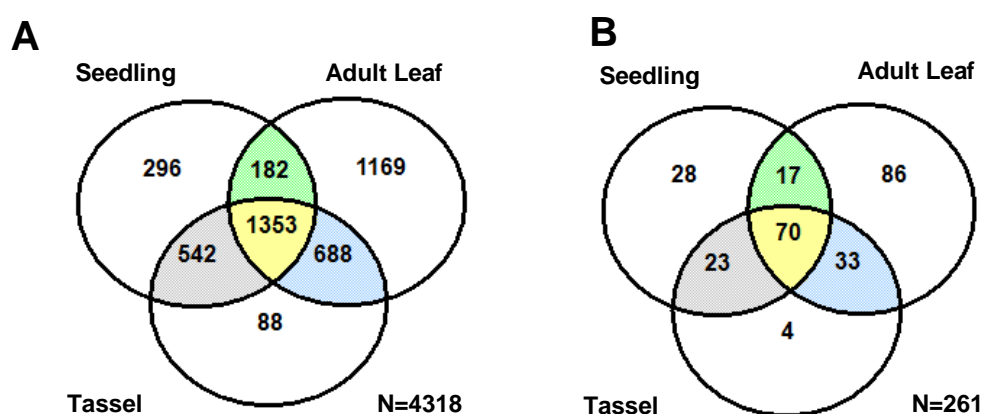 A
Seedling
Adult Leaf
296
182
1169
1353
542
688
88
Tassel
N=4318
B
Seedling
Adult Leaf
28
17
86
70
23
33
4
Tassel
N=261